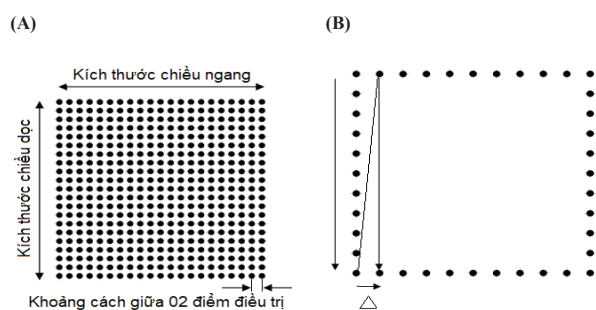 (A)
(B)
Kích thước chiều ngang
Kích thước chiều dọc
Khoảng cách giữa 02 điểm điều trị